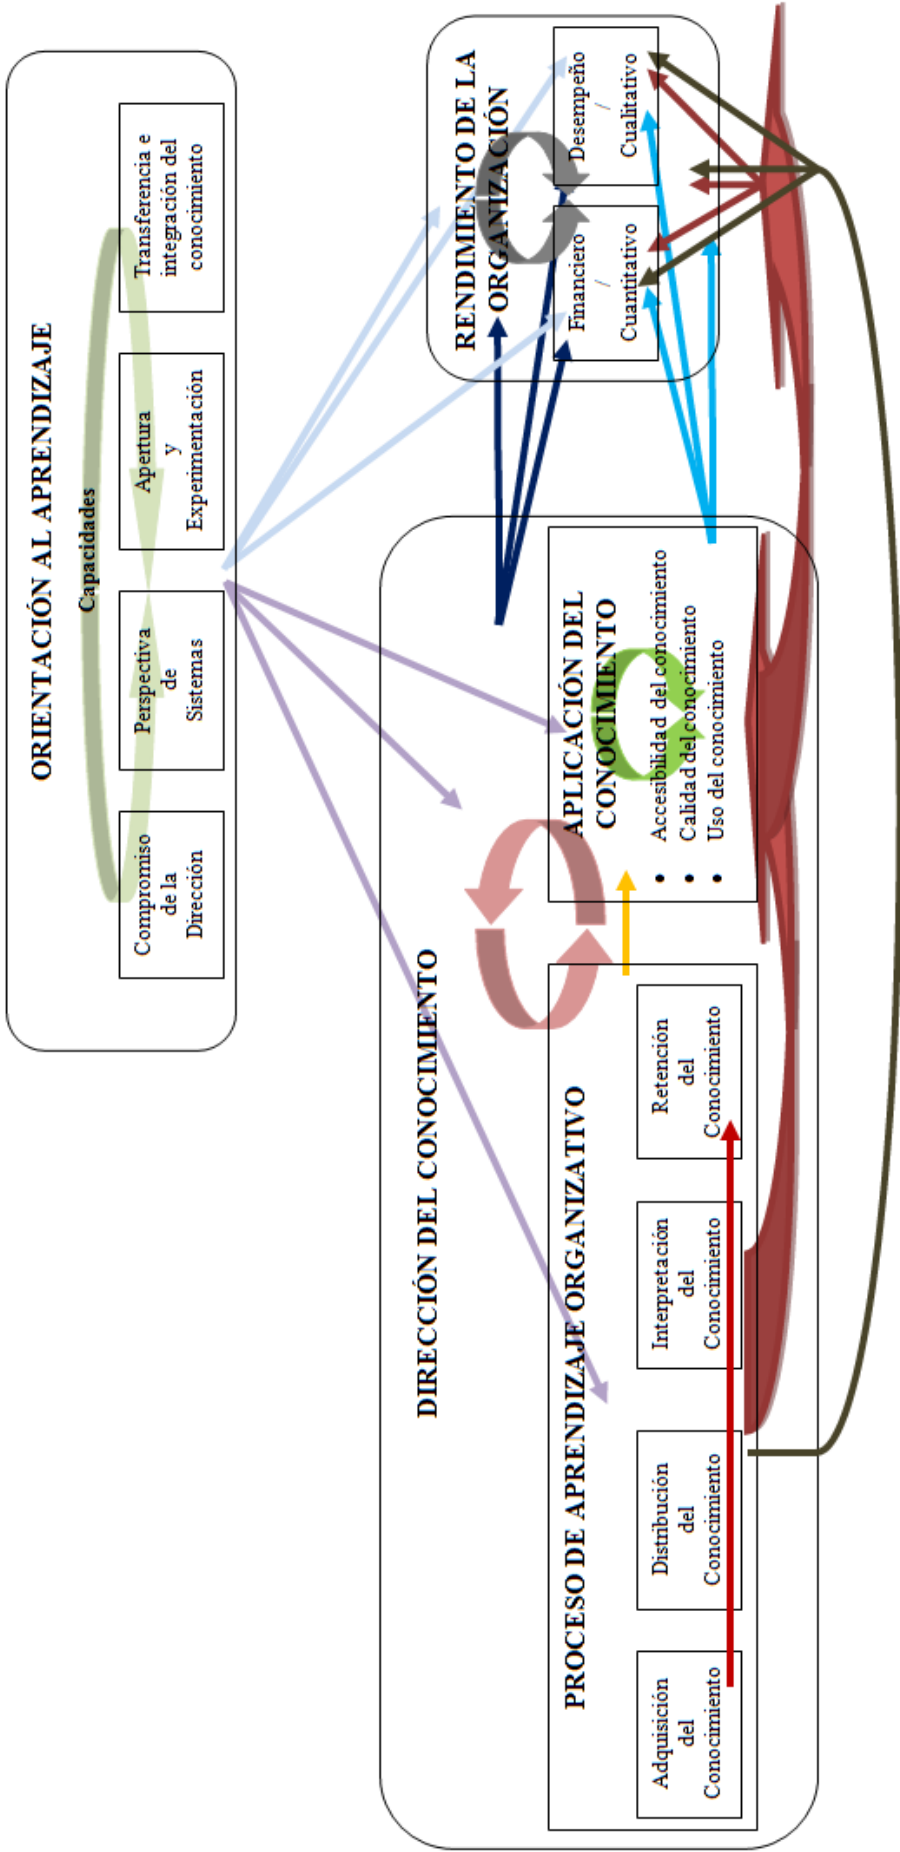 ORIENTACIÓN AL APRENDIZAJE
Capacidades
Compromiso
de la
Dirección
Perspectiva
de
Sistemas
Apertura
y
Experimentación
Transferencia e
integración del
conocimiento
DIRECCIÓN DEL CONOCIMIENTO
PROCESO DE APRENDIZAJE ORGANIZATIVO
Adquisición
del
Conocimiento
Distribución
del
Conocimiento
Interpretación
del
Conocimiento
Retención
del
Conocimiento
APLICACIÓN DEL
CONOCIMIENTO
• Accesibilidad del conocimiento
• Calidad del conocimiento
• Uso del conocimiento
RENDIMIENTO DE LA
ORGANIZACIÓN
Financiero
/
Cuantitativo
Desempeño
/
Cualitativo